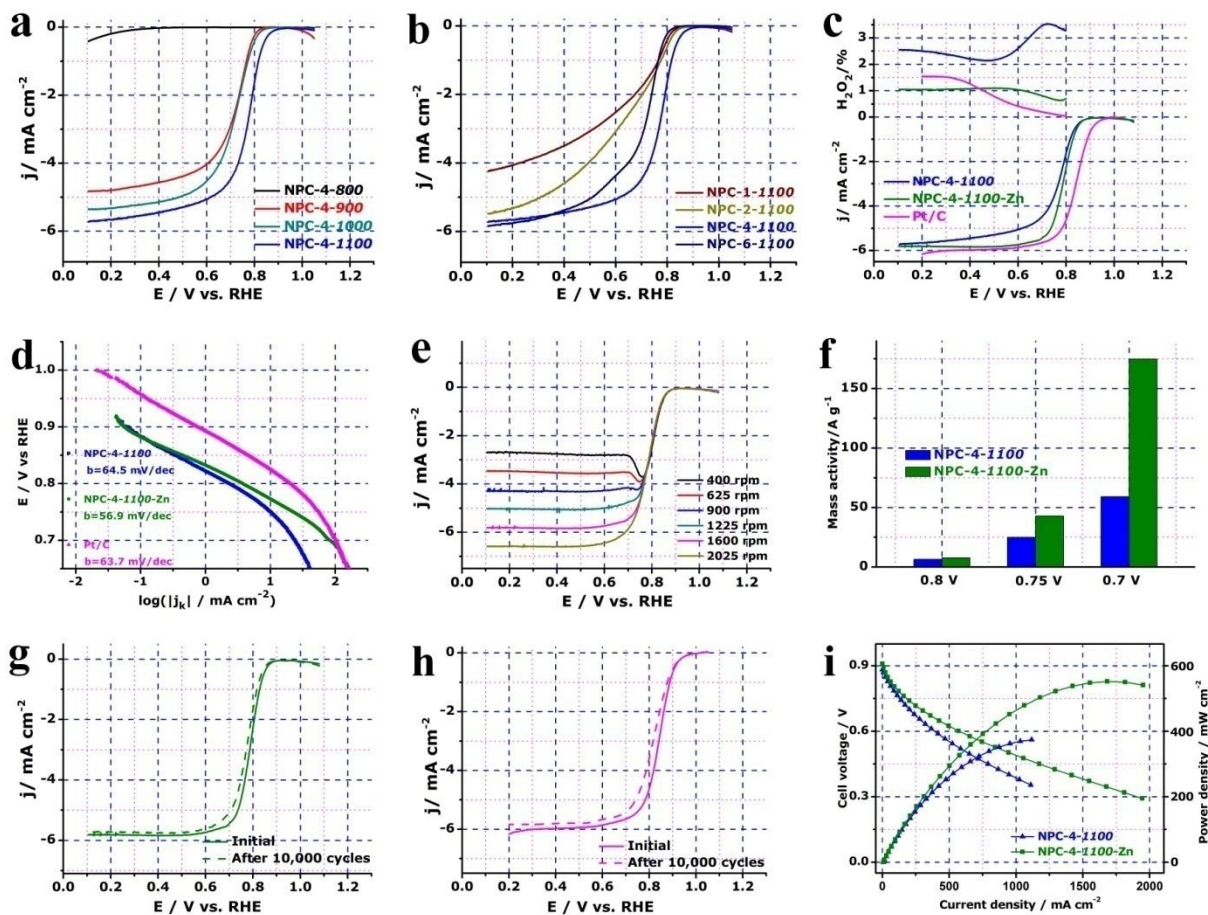 a
0
-2
-4
-6
j/ mA cm⁻²
NPC-4-800
NPC-4-900
NPC-4-1000
NPC-4-1100
0.0 0.2 0.4 0.6 0.8 1.0 1.2
E / V vs. RHE
b
0
-2
-4
-6
j/ mA cm⁻²
NPC-1-1100
NPC-2-1100
NPC-4-1100
NPC-6-1100
0.0 0.2 0.4 0.6 0.8 1.0 1.2
E / V vs. RHE
c
3
2
1
0
H₂O₂/%
-2
-4
-6
j/ mA cm⁻²
NPC-4-1100
NPC-4-1100-Zn
Pt/C
0.0 0.2 0.4 0.6 0.8 1.0 1.2
E / V vs. RHE
d
1.0
0.9
0.8
0.7
E / V vs RHE
NPC-4-1100
b=64.5 mV/dec
NPC-4-1100-Zn
b=56.9 mV/dec
Pt/C
b=63.7 mV/dec
-2 -1 0 1 2
log(|jₖ| / mA cm⁻²)
e
0
-2
-4
-6
j/ mA cm⁻²
400 rpm
625 rpm
900 rpm
1225 rpm
1600 rpm
2025 rpm
0.0 0.2 0.4 0.6 0.8 1.0 1.2
E / V vs. RHE
f
150
100
50
0
Mass activity/A g⁻¹
NPC-4-1100
NPC-4-1100-Zn
0.8 V 0.75 V 0.7 V
g
0
-2
-4
-6
j/ mA cm⁻²
Initial
After 10,000 cycles
0.0 0.2 0.4 0.6 0.8 1.0 1.2
E / V vs. RHE
h
0
-2
-4
-6
j/ mA cm⁻²
Initial
After 10,000 cycles
0.0 0.2 0.4 0.6 0.8 1.0 1.2
E / V vs. RHE
i
0.9
0.6
0.3
0.0
Cell voltage / V
600
400
200
0
Power density / mW cm⁻²
NPC-4-1100
NPC-4-1100-Zn
0 500 1000 1500 2000
Current density / mA cm⁻²